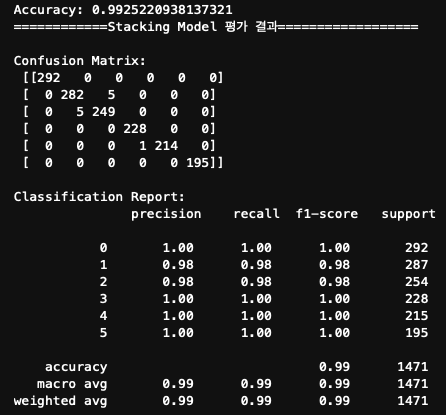 Accuracy: 0.9925220938137321
============Stacking Model 평가 결과==================
Confusion Matrix:
[[292   0   0   0   0   0]
[  0 282   5   0   0   0]
[  0   5 249   0   0   0]
[  0   0   0 228   0   0]
[  0   0   0   1 214   0]
[  0   0   0   0   0 195]]
Classification Report:
precision    recall  f1-score   support
0       1.00      1.00      1.00       292
1       0.98      0.98      0.98       287
2       0.98      0.98      0.98       254
3       1.00      1.00      1.00       228
4       1.00      1.00      1.00       215
5       1.00      1.00      1.00       195
accuracy                           0.99      1471
macro avg       0.99      0.99      0.99      1471
weighted avg       0.99      0.99      0.99      1471